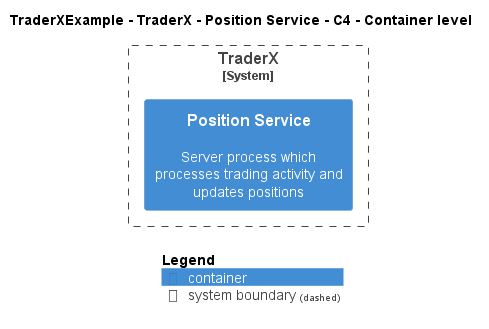 TraderXExample - TraderX - Position Service - C4 - Container level
TraderX
[System]
Position Service
Server process which
processes trading activity and
updates positions
Legend
container
system boundary (dashed)